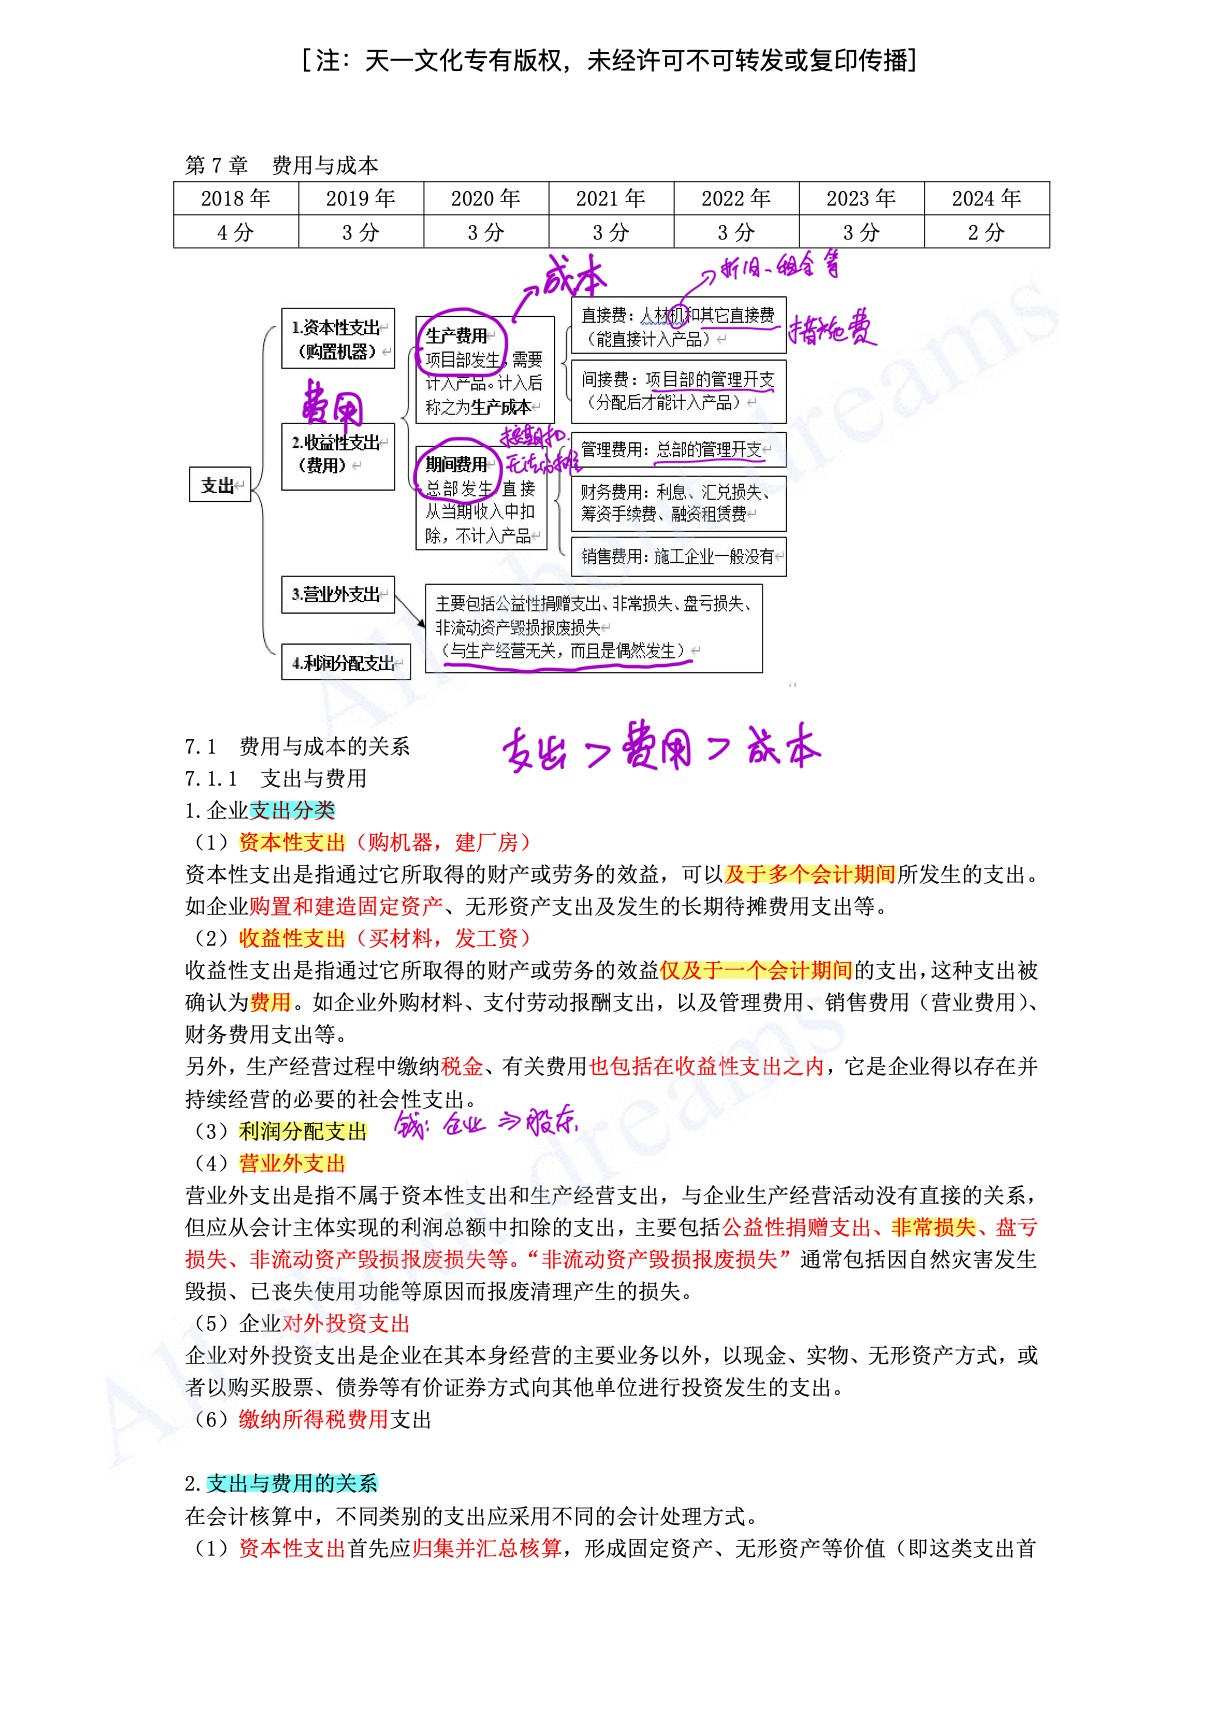 [注：天一文化专有版权，未经许可不可转发或复印传播]
第 7 章 费用与成本
2018 年 2019 年 2020 年 2021 年 2022 年 2023 年 2024 年
4 分 3 分 3 分 3 分 3 分 3 分 2 分
成本
折旧、租金等
措施费
费用
按期扣.
无法分摊
支出
1.资本性支出
（购置机器）
2.收益性支出
（费用）
3.营业外支出
4.利润分配支出
生产费用
项目部发生，需要
计入产品。计入后
称之为生产成本
期间费用
总部发生，直接
从当期收入中扣
除，不计入产品
直接费：人材机和其它直接费
（能直接计入产品）
间接费：项目部的管理开支
（分配后才能计入产品）
管理费用：总部的管理开支
财务费用：利息、汇兑损失、
筹资手续费、融资租赁费
销售费用：施工企业一般没有
主要包括公益性捐赠支出、非常损失、盘亏损失、
非流动资产毁损报废损失
（与生产经营无关，而且是偶然发生）
支出 > 费用 > 成本
7.1 费用与成本的关系
7.1.1 支出与费用
1.企业支出分类
（1）资本性支出（购机器，建厂房）
资本性支出是指通过它所取得的财产或劳务的效益，可以及于多个会计期间所发生的支出。
如企业购置和建造固定资产、无形资产支出及发生的长期待摊费用支出等。
（2）收益性支出（买材料，发工资）
收益性支出是指通过它所取得的财产或劳务的效益仅及于一个会计期间的支出，这种支出被
确认为费用。如企业外购材料、支付劳动报酬支出，以及管理费用、销售费用（营业费用）、
财务费用支出等。
另外，生产经营过程中缴纳税金、有关费用也包括在收益性支出之内，它是企业得以存在并
持续经营的必要的社会性支出。
（3）利润分配支出 钱：企业 ⇒ 股东.
（4）营业外支出
营业外支出是指不属于资本性支出和生产经营支出，与企业生产经营活动没有直接的关系，
但应从会计主体实现的利润总额中扣除的支出，主要包括公益性捐赠支出、非常损失、盘亏
损失、非流动资产毁损报废损失等。“非流动资产毁损报废损失”通常包括因自然灾害发生
毁损、已丧失使用功能等原因而报废清理产生的损失。
（5）企业对外投资支出
企业对外投资支出是企业在其本身经营的主要业务以外，以现金、实物、无形资产方式，或
者以购买股票、债券等有价证券方式向其他单位进行投资发生的支出。
（6）缴纳所得税费用支出
2.支出与费用的关系
在会计核算中，不同类别的支出应采用不同的会计处理方式。
（1）资本性支出首先应归集并汇总核算，形成固定资产、无形资产等价值（即这类支出首
All about dreams
All about dreams